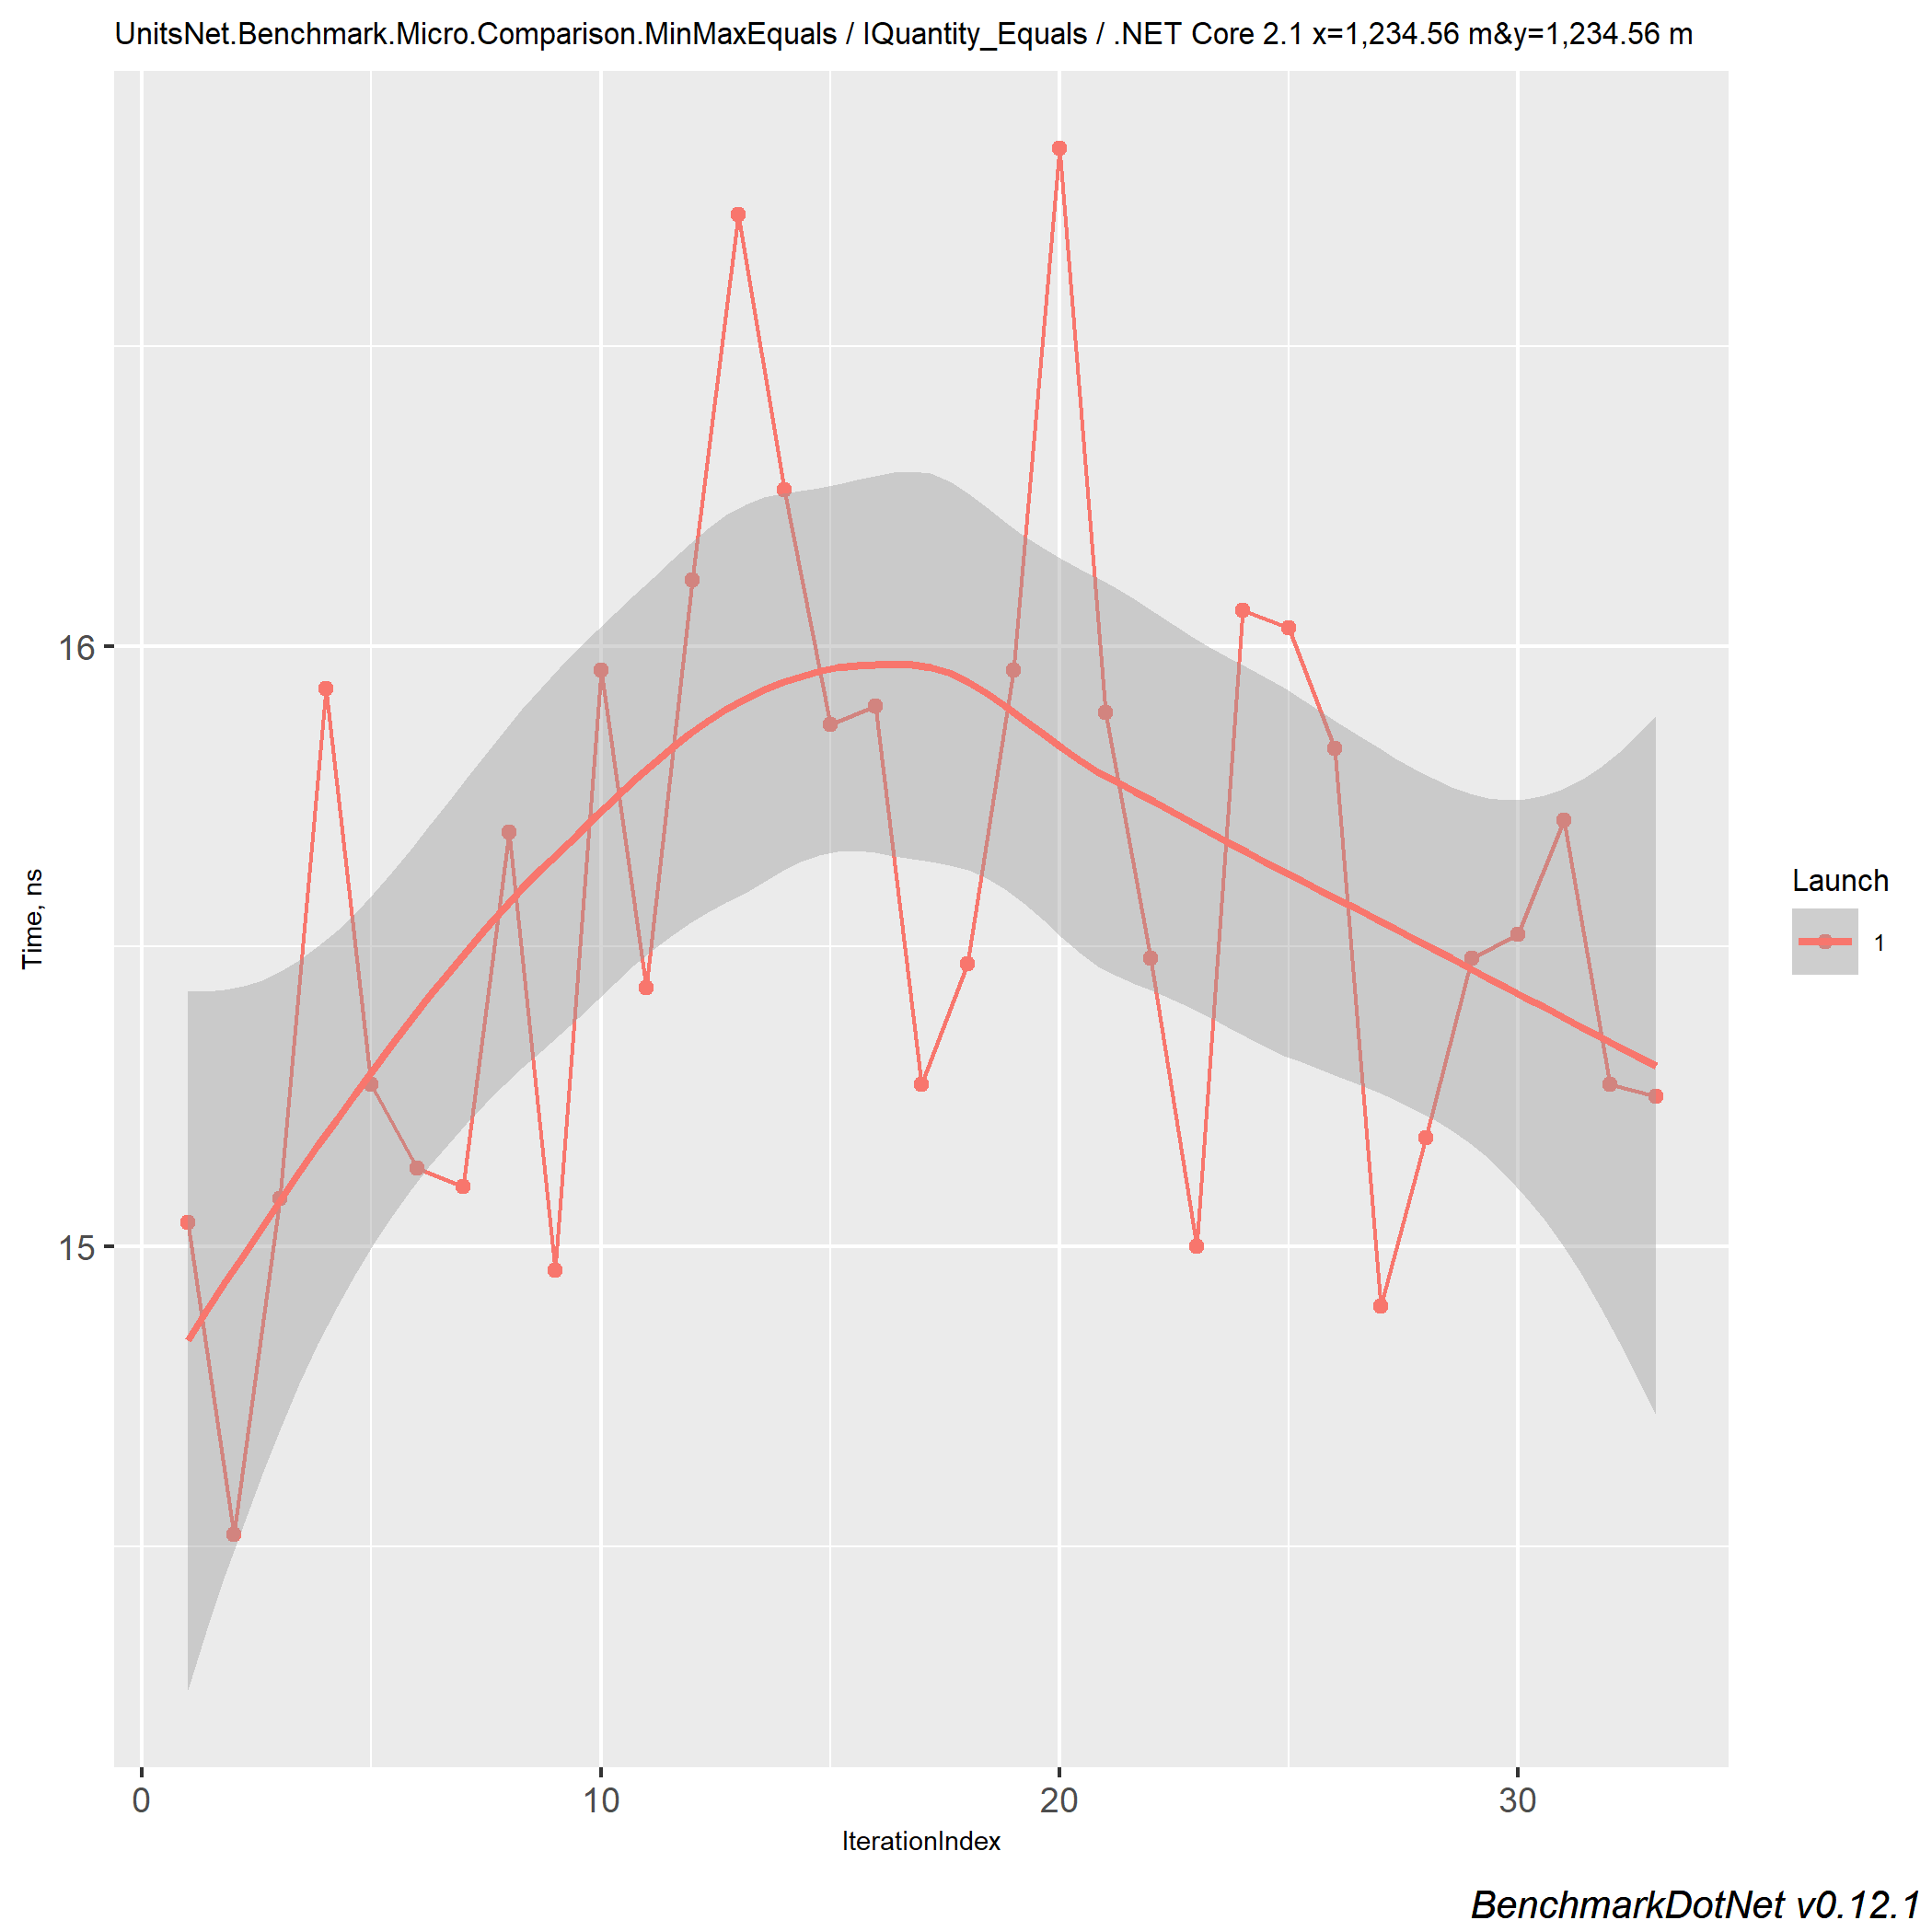 UnitsNet.Benchmark.Micro.Comparison.MinMaxEquals / IQuantity_Equals / .NET Core 2.1 x=1,234.56 m&y=1,234.56 m
16
15
Time, ns
0 10 20 30
IterationIndex
Launch
1
BenchmarkDotNet v0.12.1